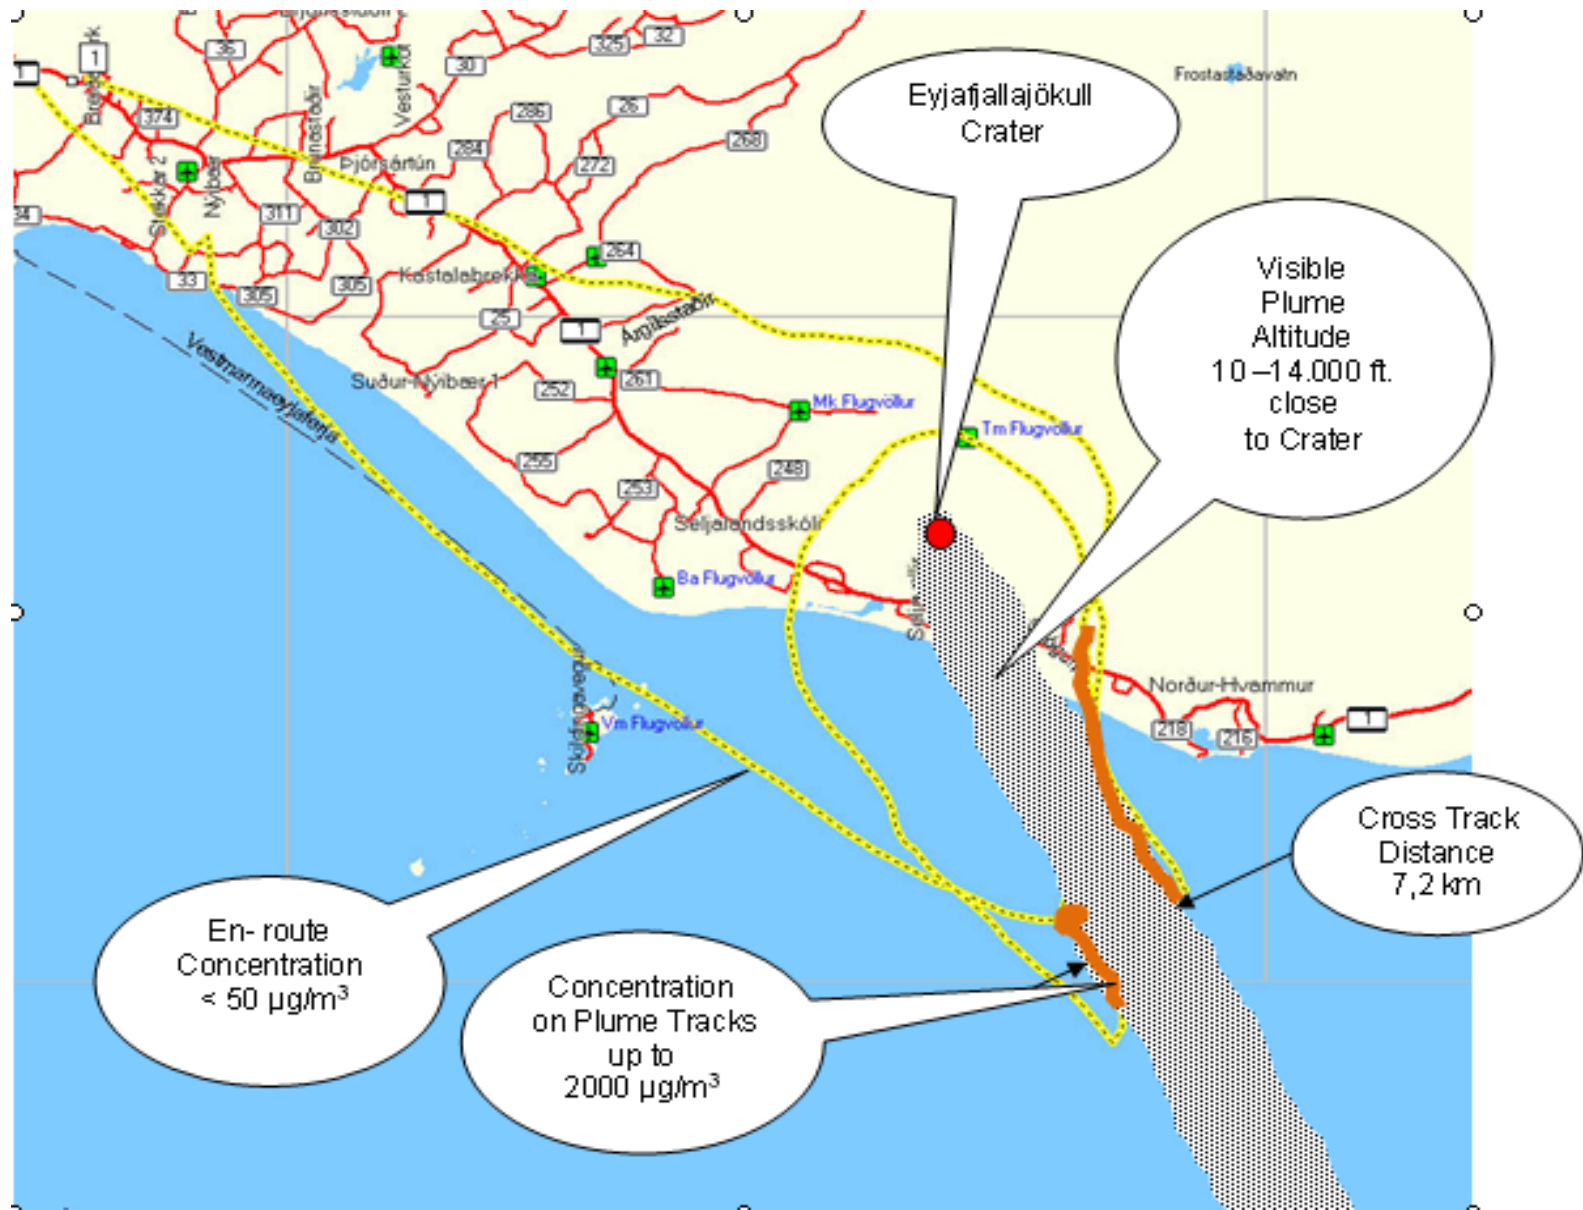 36
325
32
Frostastaðavatn
1
1
30
Vesturkot
26
286
374
284
272
268
Brúnastaðir
Þjórsártún
Stekkar 2
Nýibær
1
311
302
34
264
33
305
305
Kastalabrekka
25
1
Vestmannaeyjaferja
Suður-Nýibær 1
252
261
Mk Flugvöllur
Tm Flugvöllur
255
253
248
Seljalandsskóli
Ba Flugvöllur
Vm Flugvöllur
Norður-Hvammur
218
216
1
Eyjafjallajökull
Crater
Visible
Plume
Altitude
10 –14.000 ft.
close
to Crater
Cross Track
Distance
7,2 km
En- route
Concentration
< 50 µg/m³
Concentration
on Plume Tracks
up to
2000 µg/m³